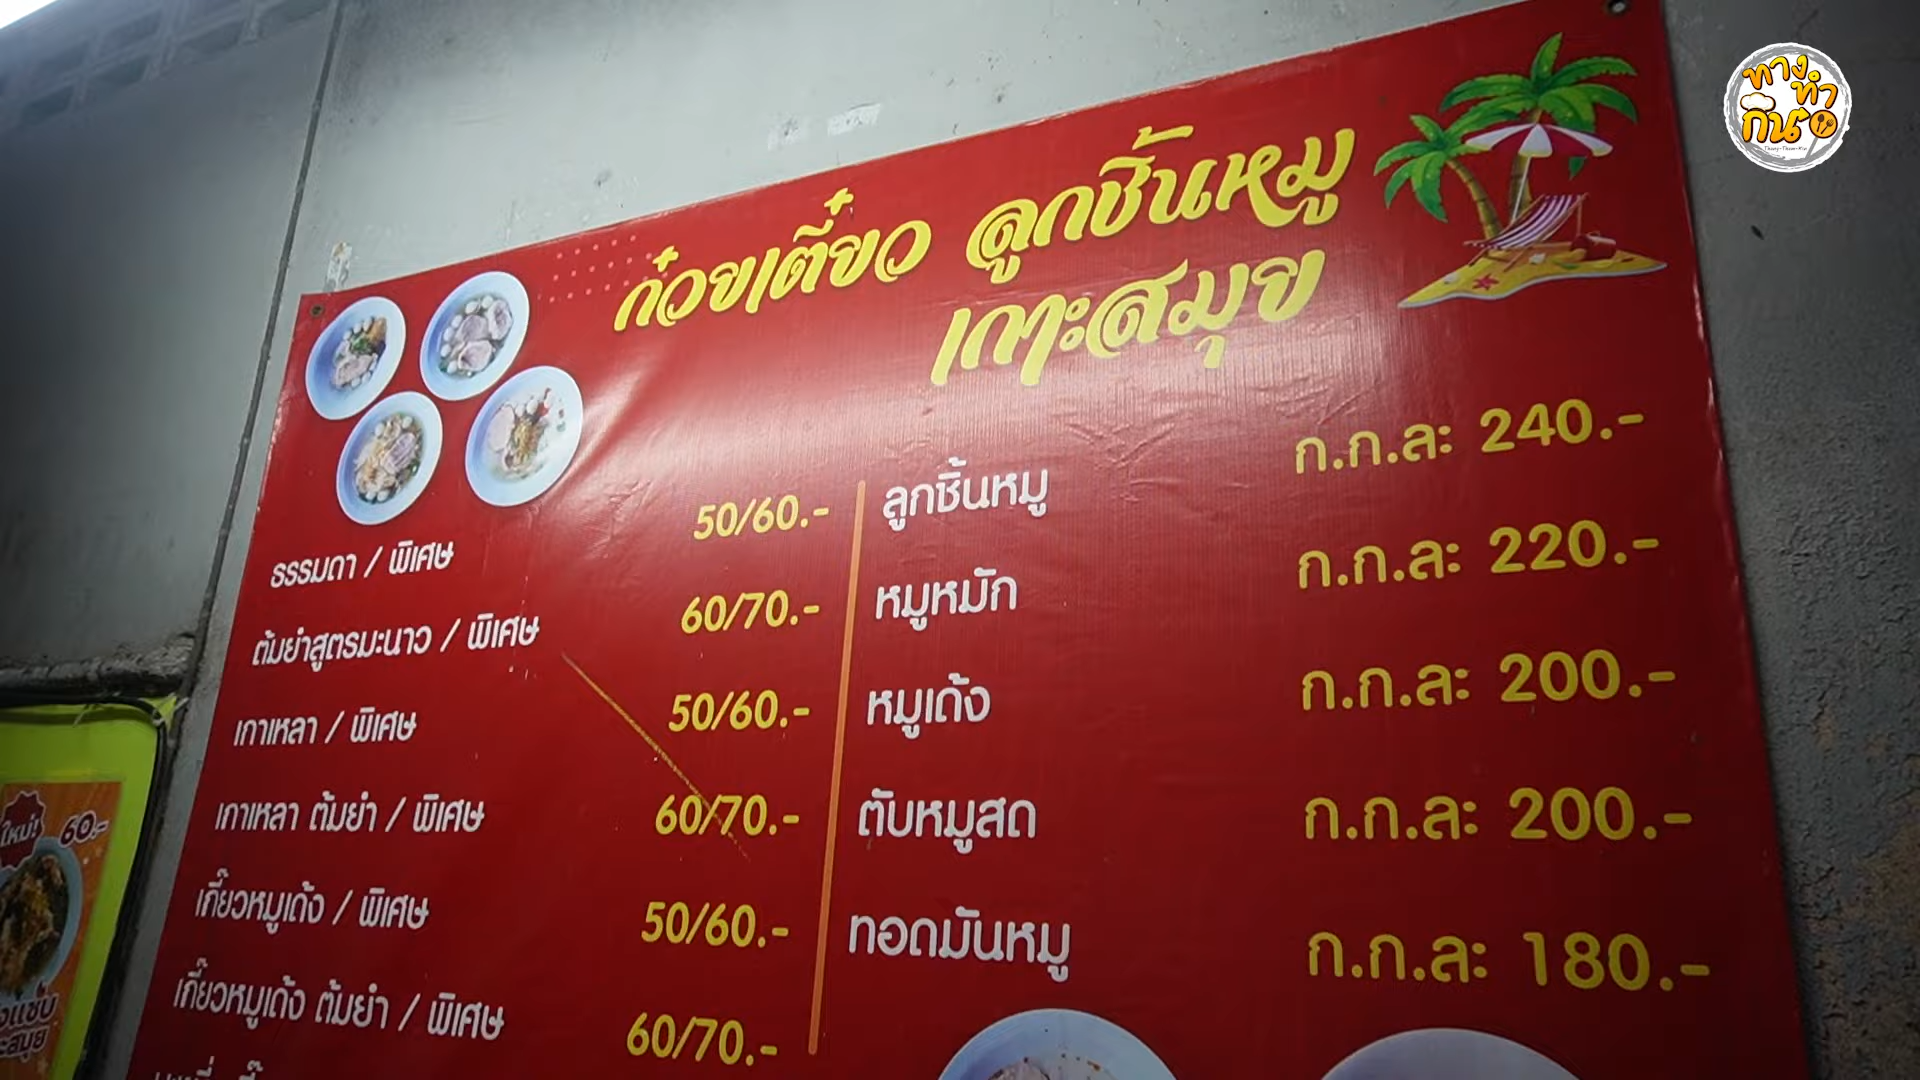 ทางทำกิน
ก๋วยเตี๋ยว ลูกชิ้นหมู
เกาะสมุย
ธรรมดา / พิเศษ 50/60.-
ต้มยำสูตรมะนาว / พิเศษ 60/70.-
เกาเหลา / พิเศษ 50/60.-
เกาเหลา ต้มยำ / พิเศษ 60/70.-
เกี๊ยวหมูเด้ง / พิเศษ 50/60.-
เกี๊ยวหมูเด้ง ต้มยำ / พิเศษ 60/70.-
ลูกชิ้นหมู ก.ก.ละ 240.-
หมูหมัก ก.ก.ละ 220.-
หมูเด้ง ก.ก.ละ 200.-
ตับหมูสด ก.ก.ละ 200.-
ทอดมันหมู ก.ก.ละ 180.-
ใหม่! 60.-